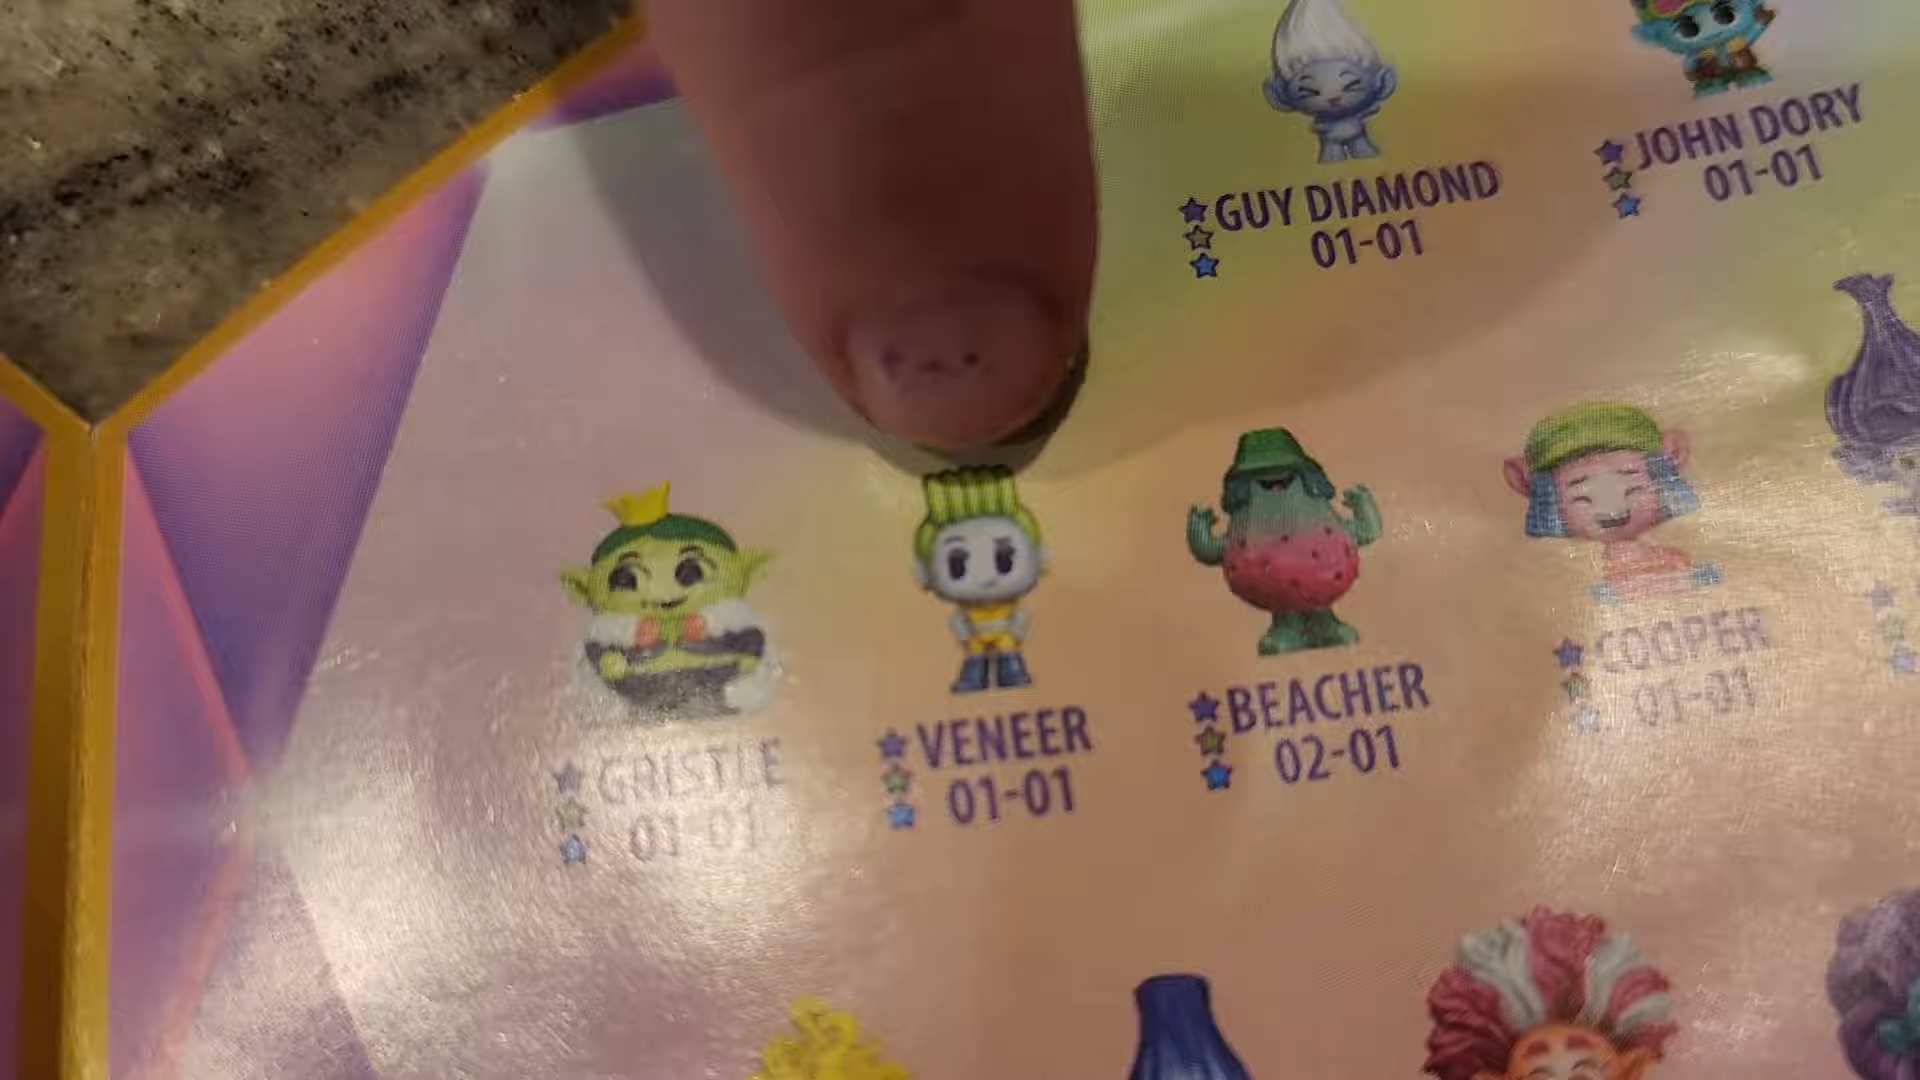 GUY DIAMOND
01-01
JOHN DORY
01-01
GRISTLE
01-01
VENEER
01-01
BEACHER
02-01
COOPER
01-01